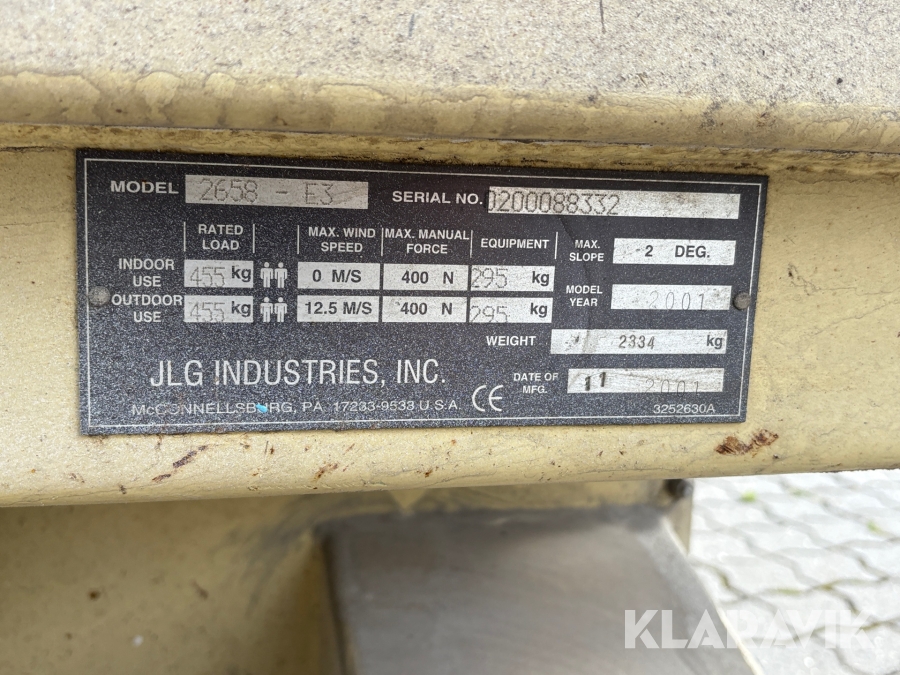 MODEL 2658 - E3 SERIAL NO. 0200088332
RATED LOAD MAX. WIND SPEED MAX. MANUAL FORCE EQUIPMENT MAX. SLOPE 2 DEG.
INDOOR USE 455 kg 0 M/S 400 N 295 kg
OUTDOOR USE 455 kg 12.5 M/S 400 N 295 kg
MODEL YEAR 2001
WEIGHT 2334 kg
JLG INDUSTRIES, INC.
DATE OF MFG. 11 2001
McCONNELLSBURG, PA 17233-9533 U.S.A. CE 3252630A
KLARAVIK